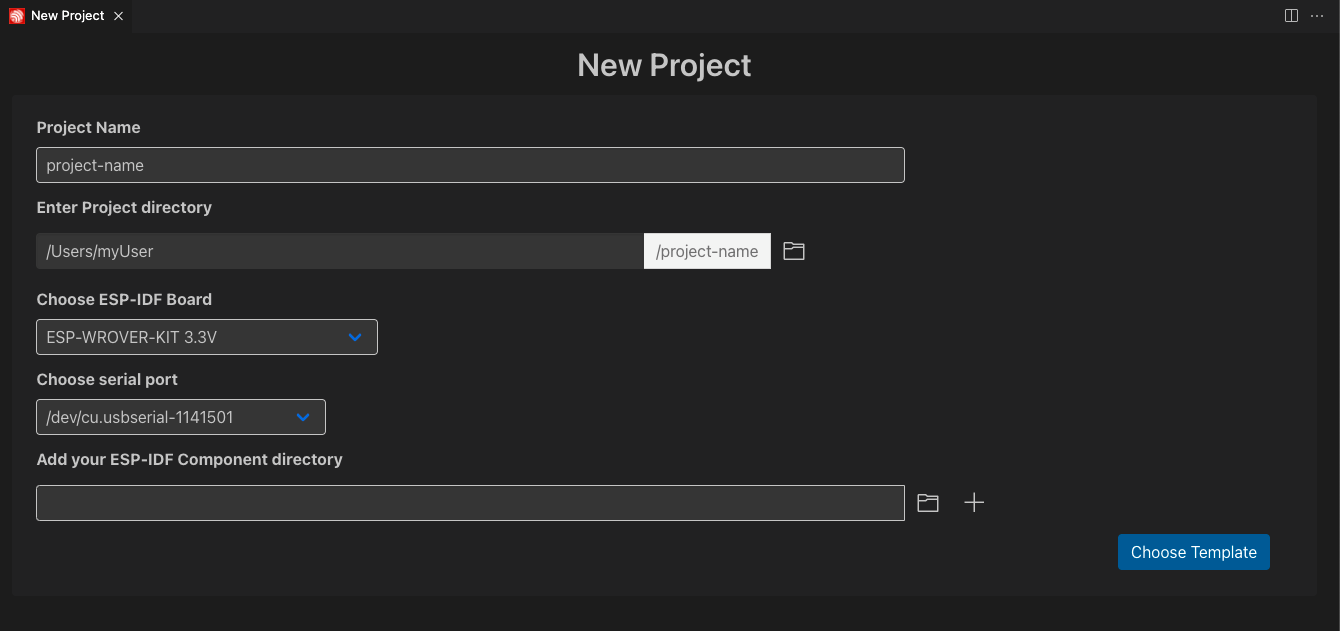 New Project
New Project
Project Name
project-name
Enter Project directory
/Users/myUser /project-name
Choose ESP-IDF Board
ESP-WROVER-KIT 3.3V
Choose serial port
/dev/cu.usbserial-1141501
Add your ESP-IDF Component directory
Choose Template